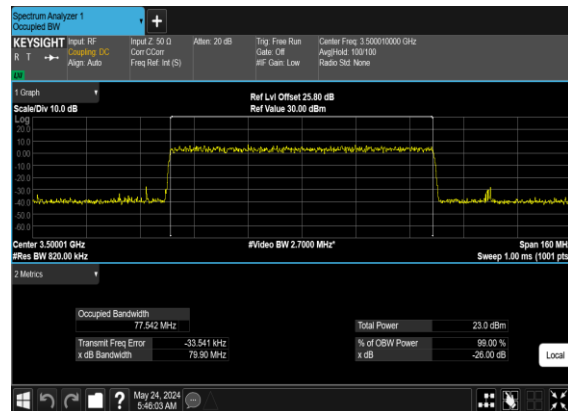 Spectrum Analyzer 1
Occupied BW
+
KEYSIGHT Input: RF Input Z: 50 Ω Atten: 20 dB Trig: Free Run Center Freq: 3.500010000 GHz
R T Coupling: DC Corr CCorr Gate: Off Avg|Hold: 100/100
Align: Auto Freq Ref: Int (S) #IF Gain: Low Radio Std: None
LW
1 Graph
Ref Lvl Offset 25.80 dB
Scale/Div 10.0 dB Ref Value 30.00 dBm
Log
20.0
10.0
0.00
-10.0
-20.0
-30.0
-40.0
-50.0
-60.0
Center 3.50001 GHz #Video BW 2.7000 MHz* Span 160 MHz
#Res BW 820.00 kHz Sweep 1.00 ms (1001 pts)
2 Metrics
Occupied Bandwidth
77.542 MHz Total Power 23.0 dBm
Transmit Freq Error -33.541 kHz % of OBW Power 99.00 %
x dB Bandwidth 79.90 MHz x dB -26.00 dB
Local
? May 24, 2024
5:46:03 AM